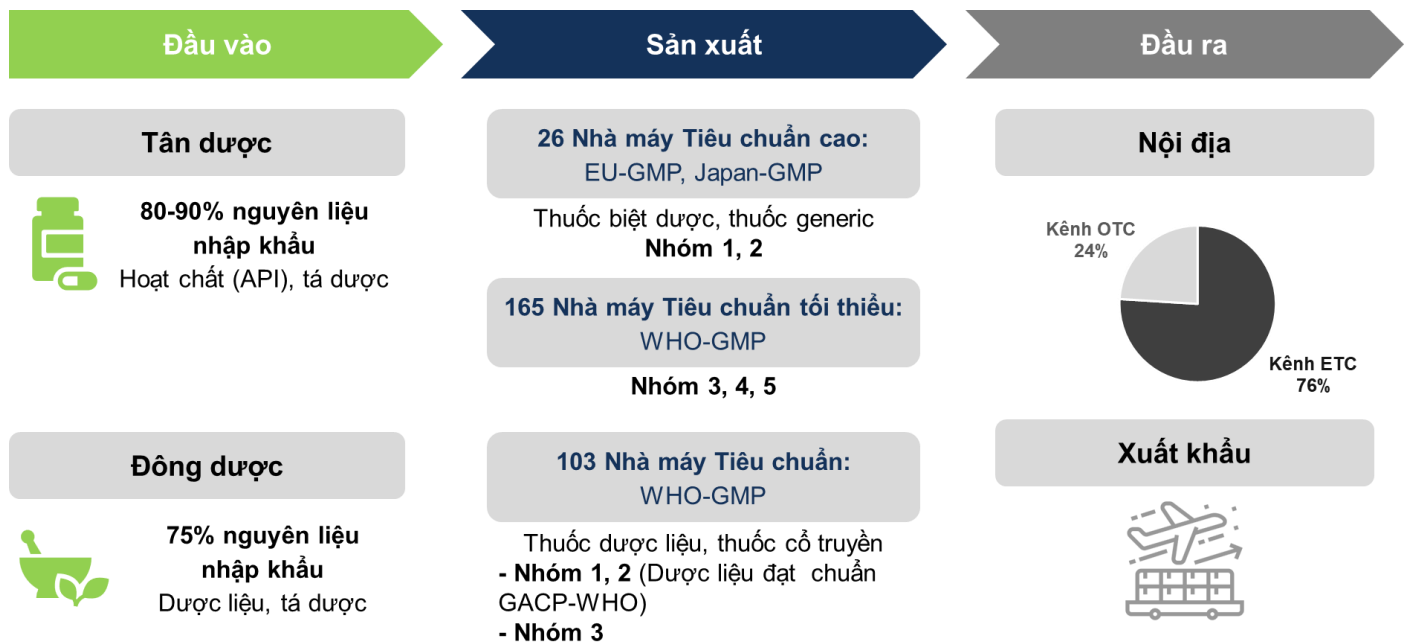 Đầu vào
Sản xuất
Đầu ra
Tân dược
80-90% nguyên liệu
nhập khẩu
Hoạt chất (API), tá dược
Đông dược
75% nguyên liệu
nhập khẩu
Dược liệu, tá dược
26 Nhà máy Tiêu chuẩn cao:
EU-GMP, Japan-GMP
Thuốc biệt dược, thuốc generic
Nhóm 1, 2
165 Nhà máy Tiêu chuẩn tối thiểu:
WHO-GMP
Nhóm 3, 4, 5
103 Nhà máy Tiêu chuẩn:
WHO-GMP
Thuốc dược liệu, thuốc cổ truyền
- Nhóm 1, 2 (Dược liệu đạt chuẩn
GACP-WHO)
- Nhóm 3
Nội địa
Kênh OTC
24%
Kênh ETC
76%
Xuất khẩu